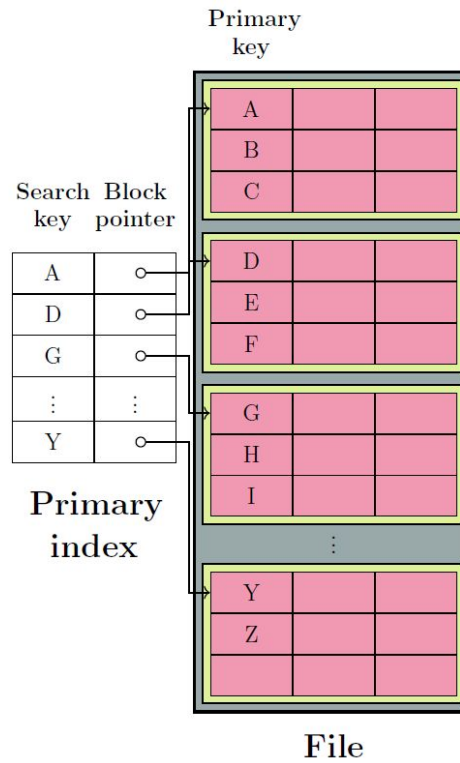 Primary
key
A
B
C
Search Block
key pointer
A
D
G
⋮ ⋮
Y
D
E
F
G
H
I
⋮
Y
Z
Primary
index
File